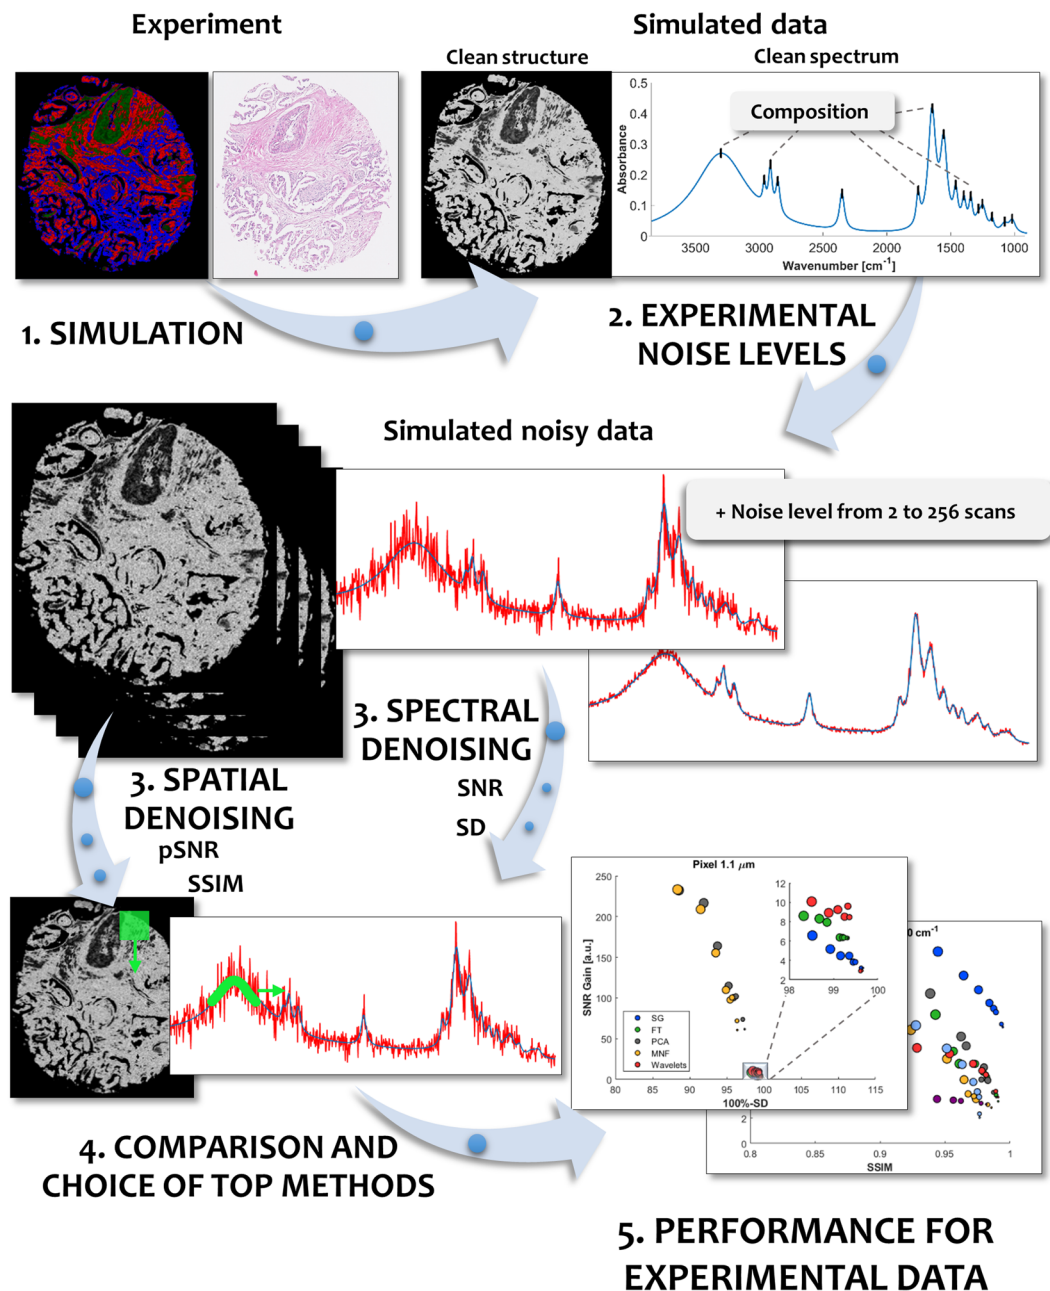 Experiment
Simulated data
Clean structure
Clean spectrum
0.5
0.4
0.3
0.2
0.1
0
Absorbance
Composition
3500
3000
2500
2000
1500
1000
Wavenumber [cm⁻¹]
1. SIMULATION
2. EXPERIMENTAL
NOISE LEVELS
Simulated noisy data
+ Noise level from 2 to 256 scans
3. SPECTRAL
DENOISING
SNR
SD
3. SPATIAL
DENOISING
pSNR
SSIM
Pixel 1.1 μm
250
200
150
100
50
0
SNR Gain [a.u.]
80
85
90
95
100
105
110
115
100%-SD
SG
FT
PCA
MNF
Wavelets
12
10
8
6
4
2
98
99
100
0 cm⁻¹
2
0
0.8
0.85
0.9
0.95
1
SSIM
4. COMPARISON AND
CHOICE OF TOP METHODS
5. PERFORMANCE FOR
EXPERIMENTAL DATA